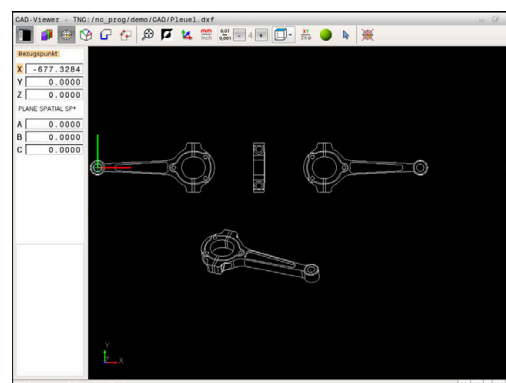 CAD-Viewer - TNC:/nc_prog/demo/CAD/Pleuel.dxf
mm
inch
0,01
0,001
4
XY
Bezugspunkt
X -677.3284
Y 0.0000
Z 0.0000
PLANE SPATIAL SP*
A 0.0000
B 0.0000
C 0.0000
Y
Z
X